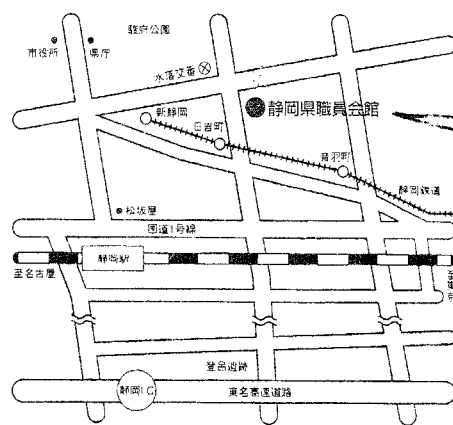 駿府公園
市役所
県庁
水落交番
静岡県職員会館
新静岡
日吉町
音羽町
静岡鉄道
松坂屋
国道1号線
静岡駅
至名古屋
登呂遺跡
静岡I.C
東名高速道路